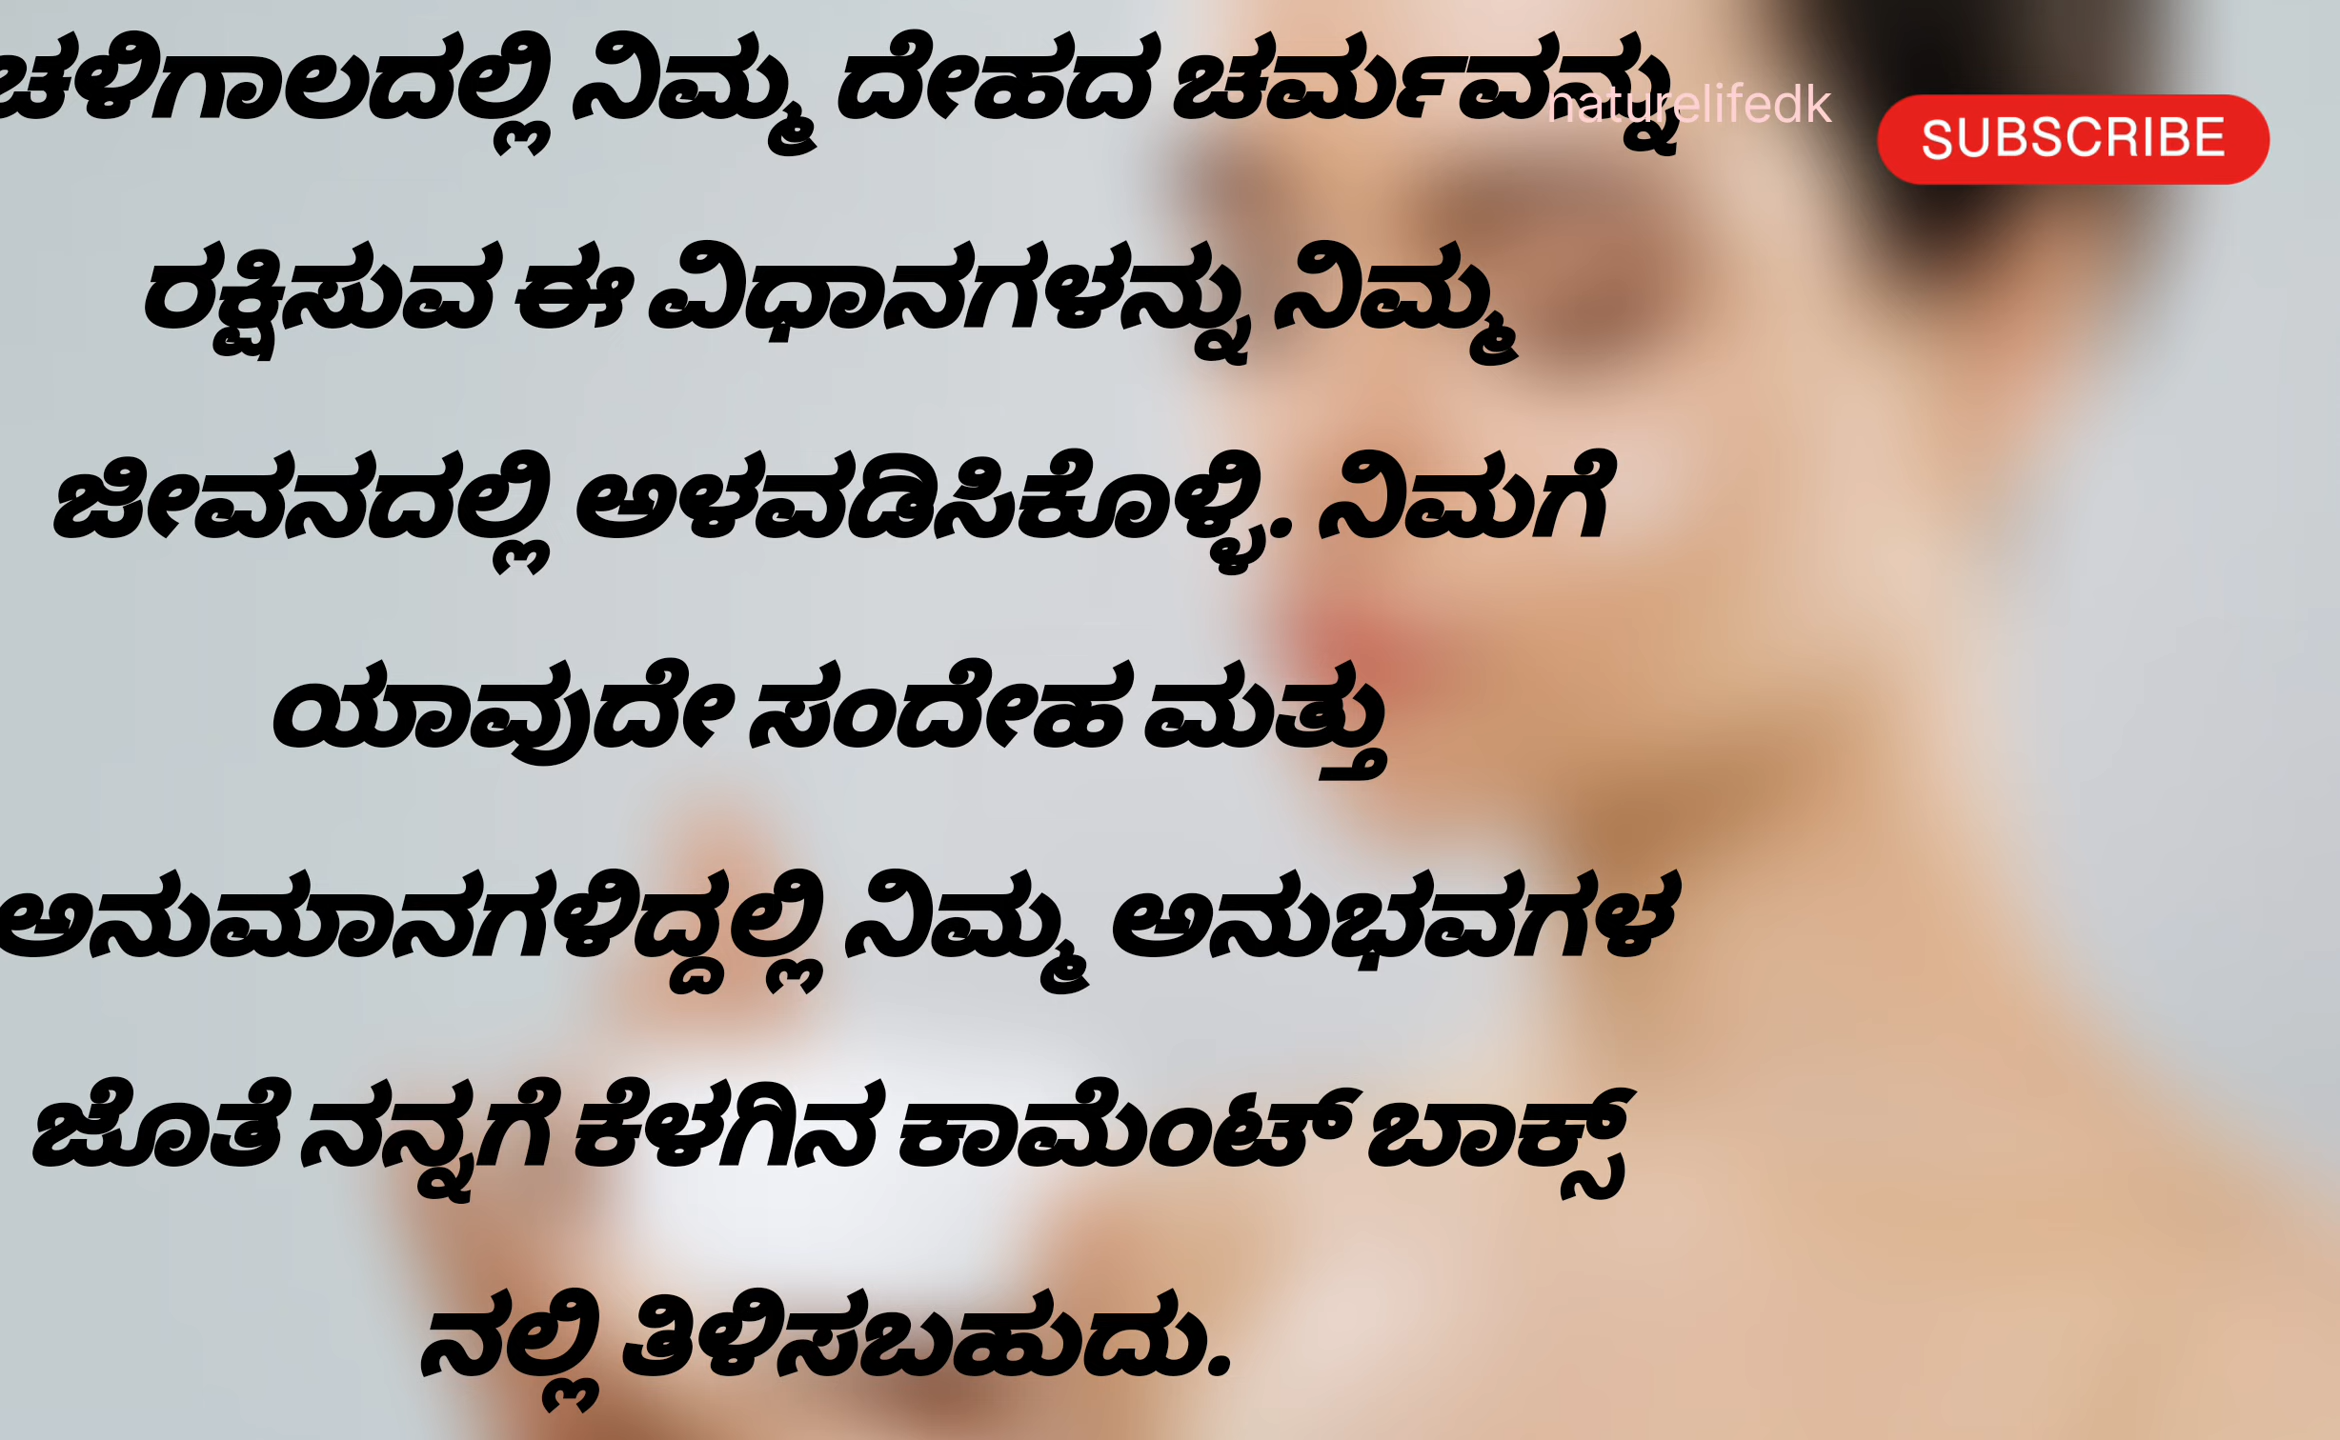 ಚಳಿಗಾಲದಲ್ಲಿ ನಿಮ್ಮ ದೇಹದ ಚರ್ಮವನ್ನು
naturelifedk
SUBSCRIBE
ರಕ್ಷಿಸುವ ಈ ವಿಧಾನಗಳನ್ನು ನಿಮ್ಮ
ಜೀವನದಲ್ಲಿ ಅಳವಡಿಸಿಕೊಳ್ಳಿ. ನಿಮಗೆ
ಯಾವುದೇ ಸಂದೇಹ ಮತ್ತು
ಅನುಮಾನಗಳಿದ್ದಲ್ಲಿ ನಿಮ್ಮ ಅನುಭವಗಳ
ಜೊತೆ ನನ್ನಗೆ ಕೆಳಗಿನ ಕಾಮೆಂಟ್ ಬಾಕ್ಸ್
ನಲ್ಲಿ ತಿಳಿಸಬಹುದು.